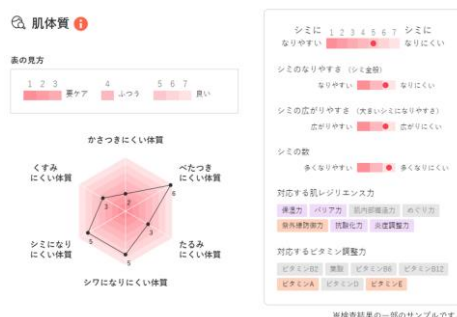 肌体質 i
表の見方
1 2 3 要ケア 4 ふつう 5 6 7 良い
かさつきにくい体質
べたつき
にくい体質
たるみ
にくい体質
シワになりにくい体質
シミになり
にくい体質
くすみ
にくい体質
2
6
3
5
5
3
シミに
なりやすい
1 2 3 4 5 6 7
シミに
なりにくい
シミのなりやすさ (シミ全般)
なりやすい なりにくい
シミの広がりやすさ (大きいシミになりやすさ)
広がりやすい 広がりにくい
シミの数
多くなりやすい 多くなりにくい
対応する肌レジリエンス力
保湿力 バリア力 肌内部構造力 めぐり力
紫外線防御力 抗酸化力 炎症調整力
対応するビタミン調整力
ビタミンB2 葉酸 ビタミンB6 ビタミンB12
ビタミンA ビタミンD ビタミンE
※検査結果の一部のサンプルです